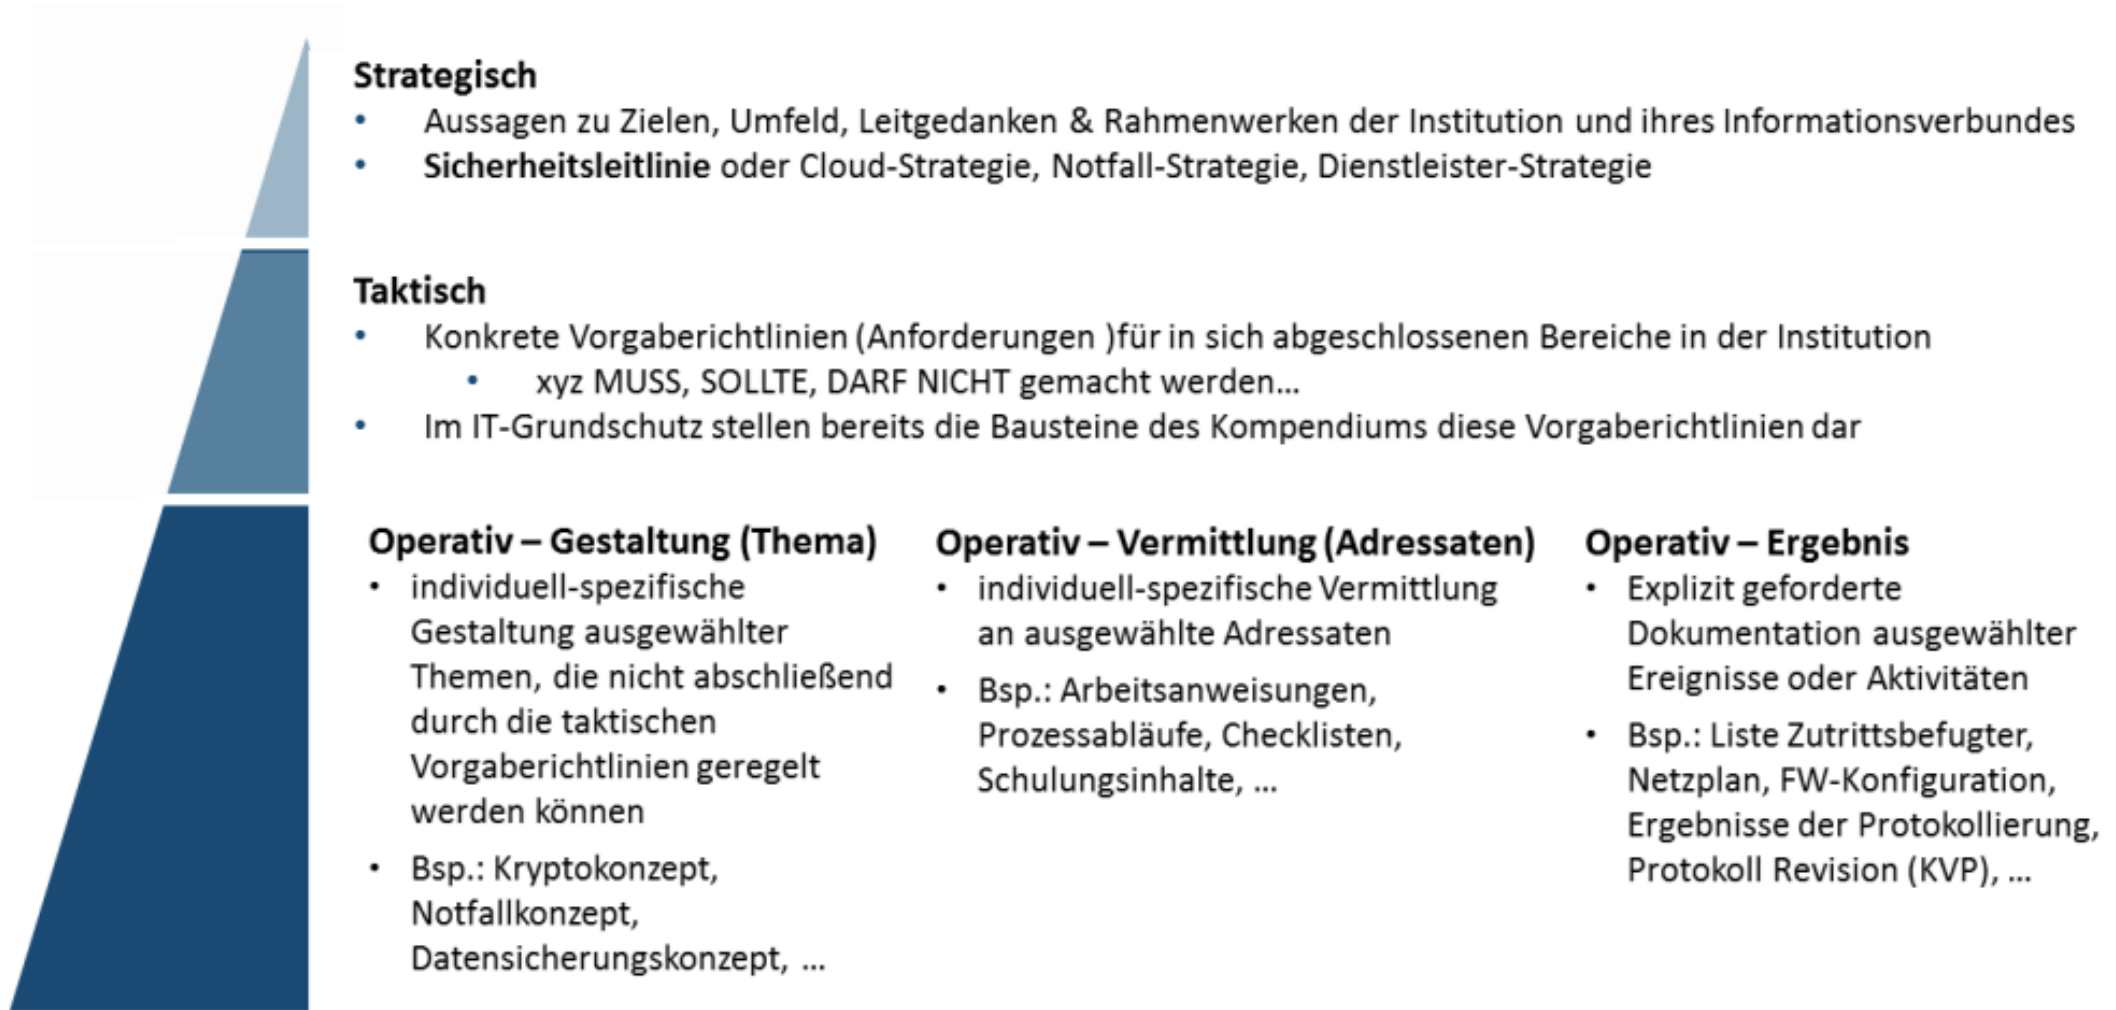 Strategisch
• Aussagen zu Zielen, Umfeld, Leitgedanken & Rahmenwerken der Institution und ihres Informationsverbundes
• Sicherheitsleitlinie oder Cloud-Strategie, Notfall-Strategie, Dienstleister-Strategie
Taktisch
• Konkrete Vorgaberichtlinien (Anforderungen )für in sich abgeschlossenen Bereiche in der Institution
• xyz MUSS, SOLLTE, DARF NICHT gemacht werden...
• Im IT-Grundschutz stellen bereits die Bausteine des Kompendiums diese Vorgaberichtlinien dar
Operativ – Gestaltung (Thema)
• individuell-spezifische
Gestaltung ausgewählter
Themen, die nicht abschließend
durch die taktischen
Vorgaberichtlinien geregelt
werden können
• Bsp.: Kryptokonzept,
Notfallkonzept,
Datensicherungskonzept, ...
Operativ – Vermittlung (Adressaten)
• individuell-spezifische Vermittlung
an ausgewählte Adressaten
• Bsp.: Arbeitsanweisungen,
Prozessabläufe, Checklisten,
Schulungsinhalte, ...
Operativ – Ergebnis
• Explizit geforderte
Dokumentation ausgewählter
Ereignisse oder Aktivitäten
• Bsp.: Liste Zutrittsbefugter,
Netzplan, FW-Konfiguration,
Ergebnisse der Protokollierung,
Protokoll Revision (KVP), ...